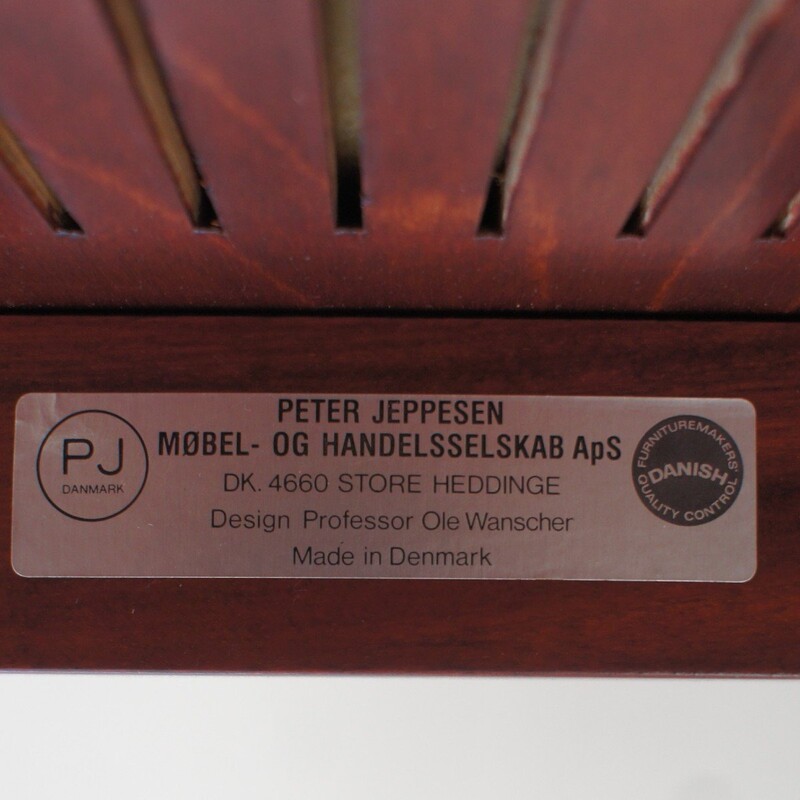 PJ
DANMARK
PETER JEPPESEN
MØBEL- OG HANDELSSELSKAB ApS
DK. 4660 STORE HEDDINGE
Design Professor Ole Wanscher
Made in Denmark
FURNITUREMAKERS'
DANISH
QUALITY CONTROL